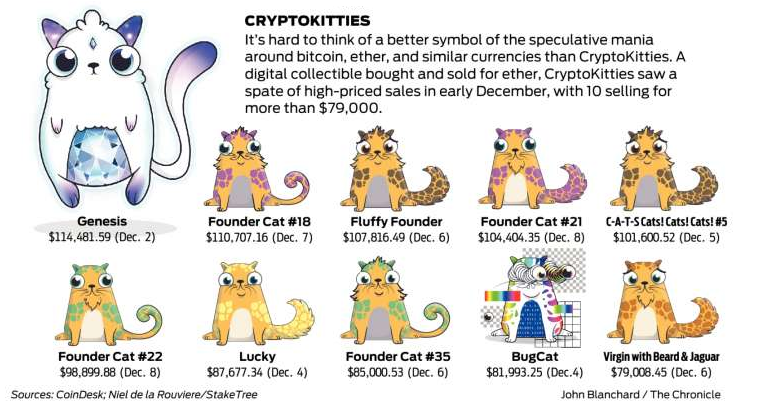 CRYPTOKITTIES
It's hard to think of a better symbol of the speculative mania
around bitcoin, ether, and similar currencies than CryptoKitties. A
digital collectible bought and sold for ether, CryptoKitties saw a
spate of high-priced sales in early December, with 10 selling for
more than $79,000.
Genesis
$114,481.59 (Dec. 2)
Founder Cat #18
$110,707.16 (Dec. 7)
Fluffy Founder
$107,816.49 (Dec. 6)
Founder Cat #21
$104,404.35 (Dec. 8)
C-A-T-S Cats! Cats! Cats! #5
$101,600.52 (Dec. 5)
Founder Cat #22
$98,899.88 (Dec. 8)
Lucky
$87,677.34 (Dec. 4)
Founder Cat #35
$85,000.53 (Dec. 6)
BugCat
$81,993.25 (Dec.4)
Virgin with Beard & Jaguar
$79,008.45 (Dec. 6)
Sources: CoinDesk; Niel de la Rouviere/StakeTree
John Blanchard / The Chronicle